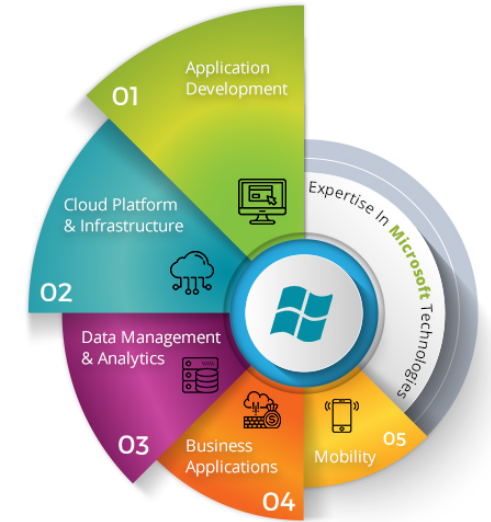 01
Application
Development
Cloud Platform
& Infrastructure
02
Data Management
& Analytics
03
Business
Applications
04
Mobility
05
Expertise In Microsoft Technologies